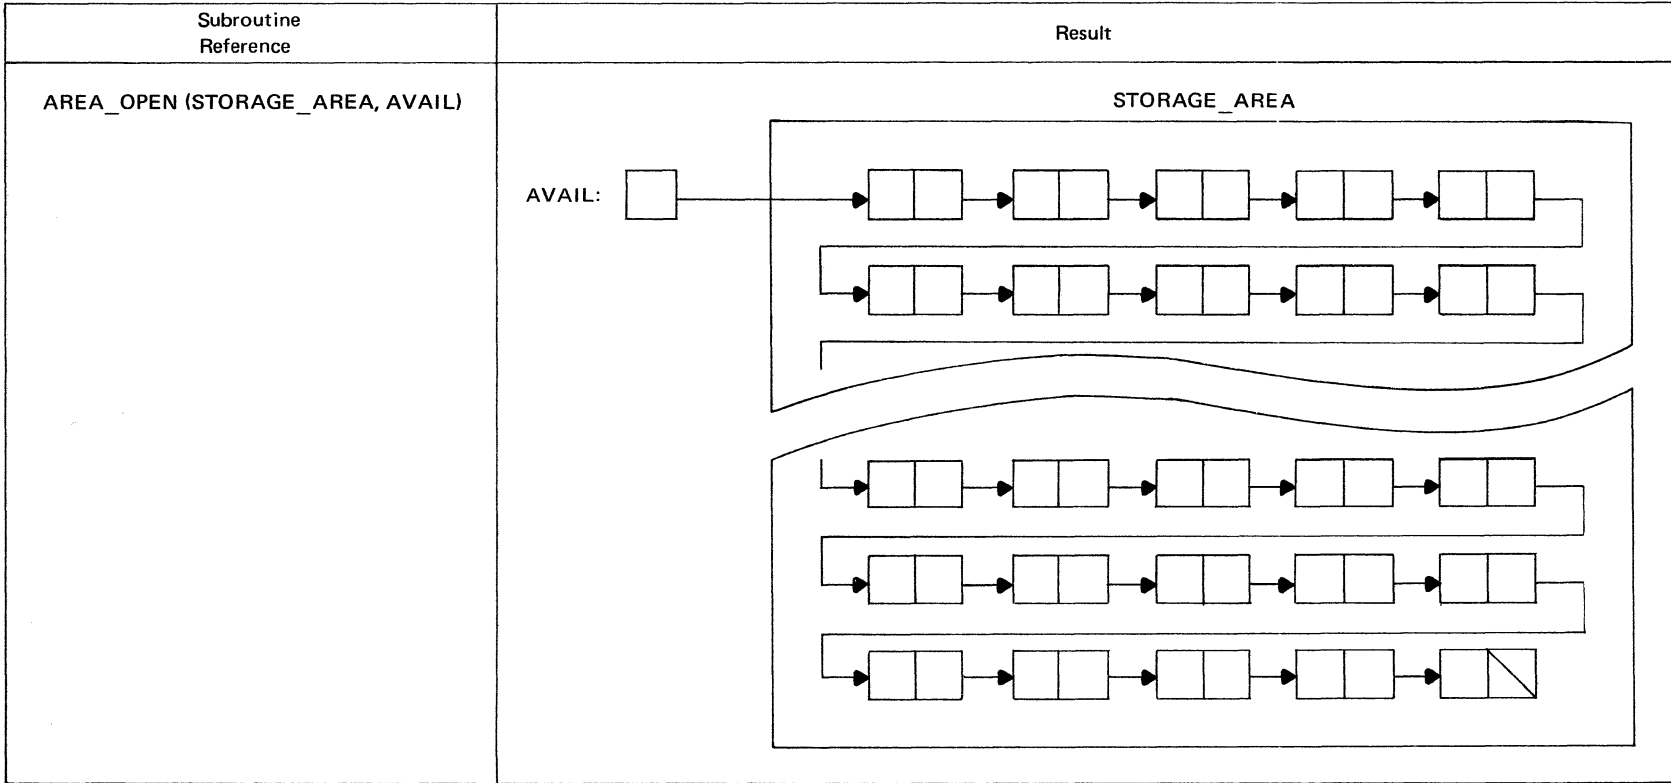 Subroutine
Reference
Result
AREA_OPEN (STORAGE_AREA, AVAIL)
STORAGE_AREA
AVAIL: